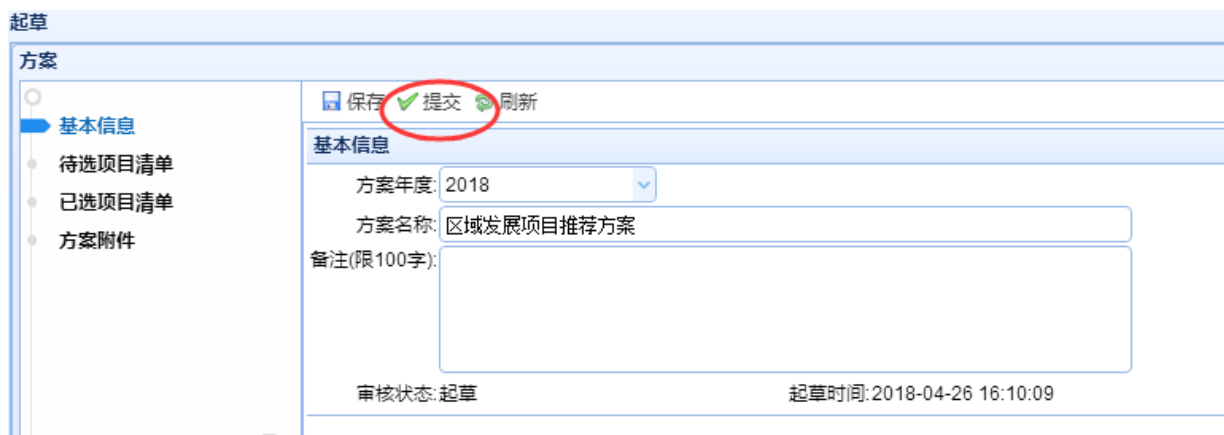 起草
方案
基本信息
待选项目清单
已选项目清单
方案附件
保存 提交 刷新
基本信息
方案年度: 2018
方案名称: 区域发展项目推荐方案
备注(限100字):
审核状态:起草 起草时间:2018-04-26 16:10:09